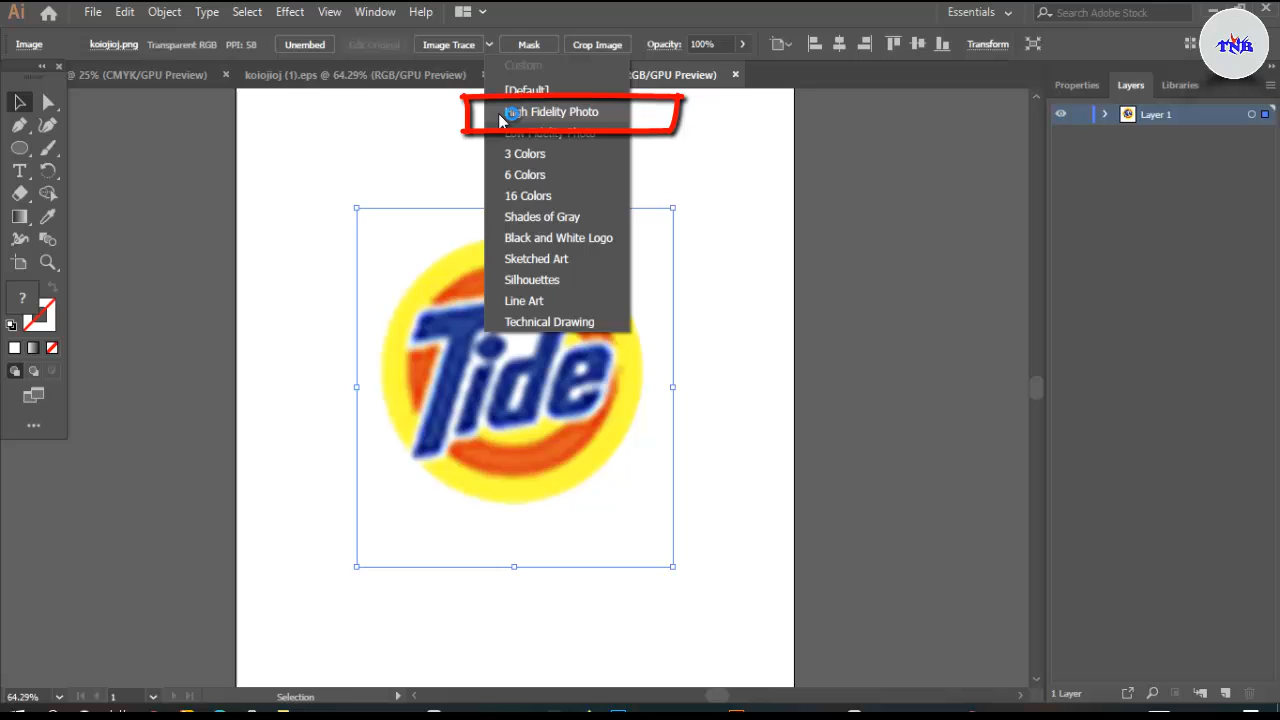 Ai File Edit Object Type Select Effect View Window Help Essentials Search Adobe Stock
Image koiojioj.png Transparent RGB PPI: 58 Unembed Edit Original Image Trace Mask Crop Image Opacity: 100% Transform
TNB
@ 25% (CMYK/GPU Preview) × koiojioj (1).eps @ 64.29% (RGB/GPU Preview) RGB/GPU Preview) ×
Properties Layers Libraries
Layer 1
Custom
[Default]
High Fidelity Photo
Low Fidelity Photo
3 Colors
6 Colors
16 Colors
Shades of Gray
Black and White Logo
Sketched Art
Silhouettes
Line Art
Technical Drawing
?
Tide
64.29% 1 Selection 1 Layer